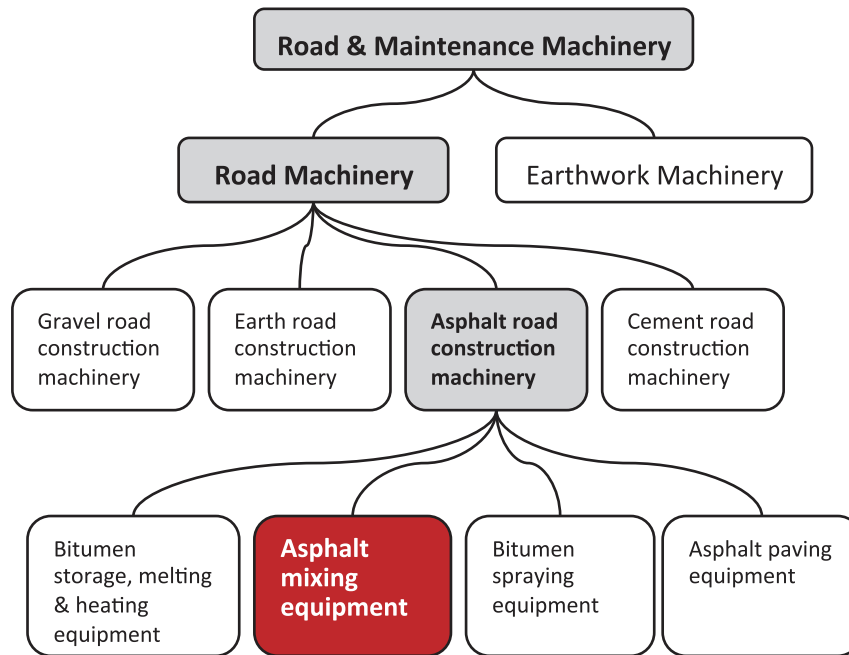 Road & Maintenance Machinery
Road Machinery
Earthwork Machinery
Gravel road
construction
machinery
Earth road
construction
machinery
Asphalt road
construction
machinery
Cement road
construction
machinery
Bitumen
storage, melting
& heating
equipment
Asphalt
mixing
equipment
Bitumen
spraying
equipment
Asphalt paving
equipment